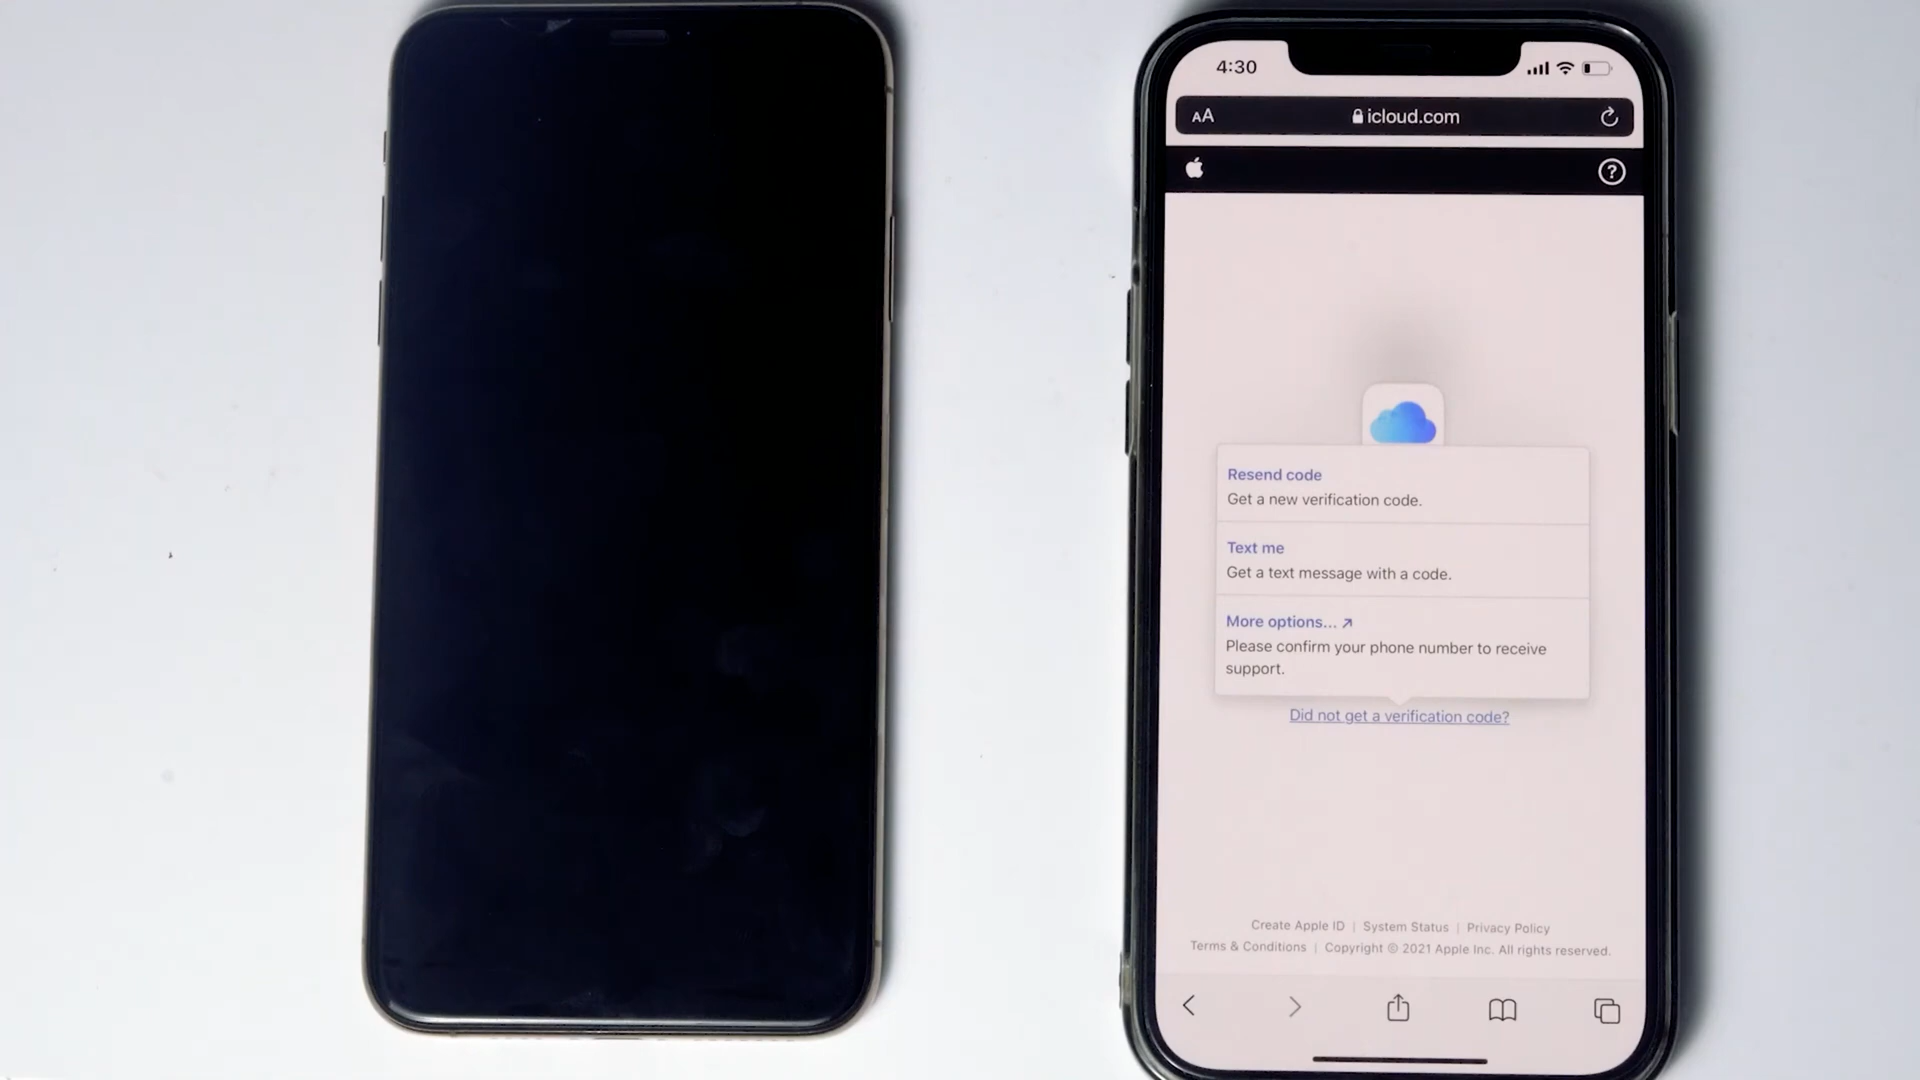 4:30
AA
icloud.com
?
Resend code
Get a new verification code.
Text me
Get a text message with a code.
More options... ↗
Please confirm your phone number to receive
support.
Did not get a verification code?
Create Apple ID | System Status | Privacy Policy
Terms & Conditions | Copyright © 2021 Apple Inc. All rights reserved.